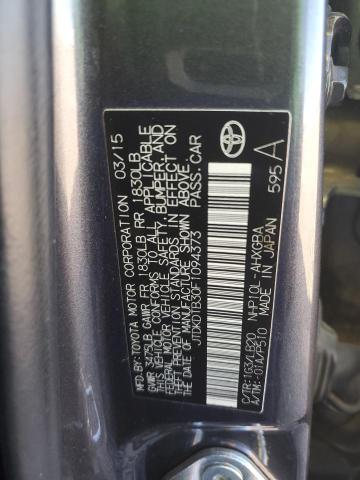 MFD.BY:TOYOTA MOTOR CORPORATION 03/15
GVWR 3475LB GAWR FR 1830LB RR 1830LB
THIS VEHICLE CONFORMS TO ALL APPLICABLE
FEDERAL MOTOR VEHICLE SAFETY, BUMPER, AND
THEFT PREVENTION STANDARDS IN EFFECT ON
THE DATE OF MANUFACTURE SHOWN ABOVE.
JTDKDTB30F1094373 PASS.CAR
C/TR:1G3/LB20 NHP10L-AHXGBA
A/TM:-01A/P510 MADE IN JAPAN
595 A